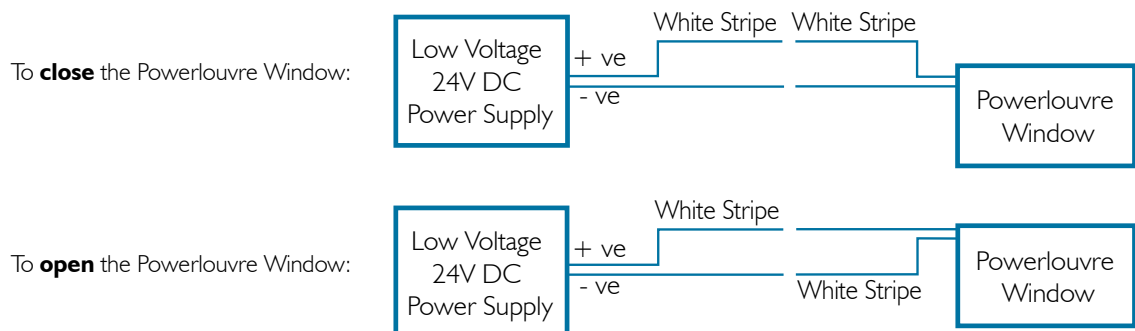 White Stripe White Stripe
Low Voltage
24V DC
Power Supply
+ ve
- ve
To close the Powerlouvre Window:
Powerlouvre
Window
White Stripe
Low Voltage
24V DC
Power Supply
+ ve
- ve
To open the Powerlouvre Window:
White Stripe
Powerlouvre
Window